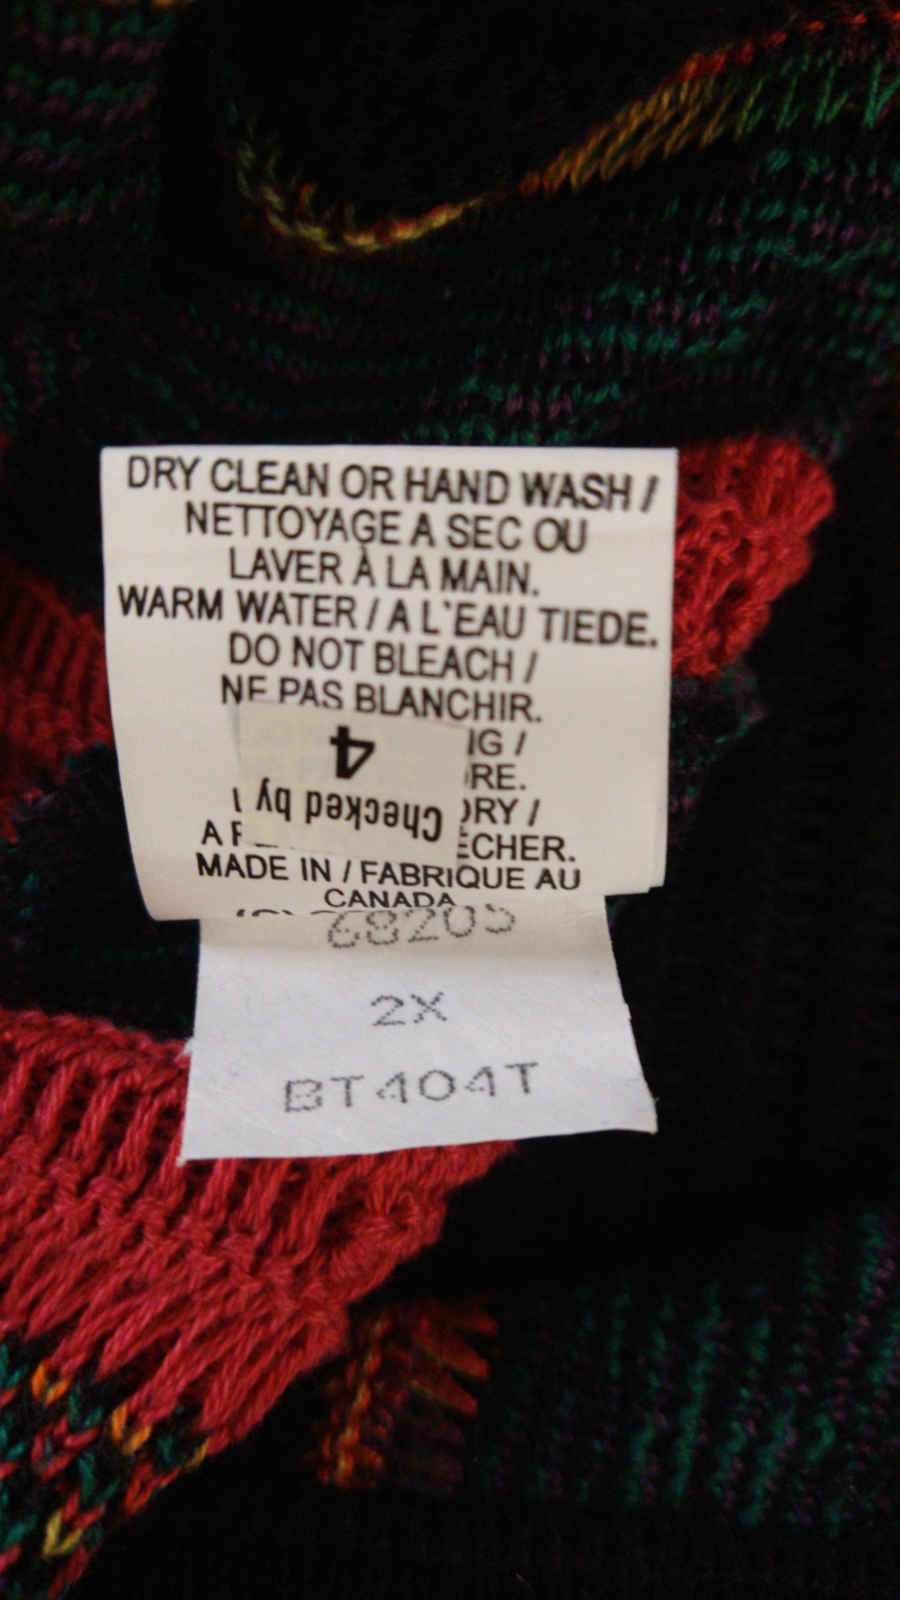 DRY CLEAN OR HAND WASH /
NETTOYAGE A SEC OU
LAVER À LA MAIN.
WARM WATER / A L'EAU TIEDE.
DO NOT BLEACH /
NE PAS BLANCHIR.
4
Checked by
MADE IN / FABRIQUE AU
CANADA
68205
2X
BT404T